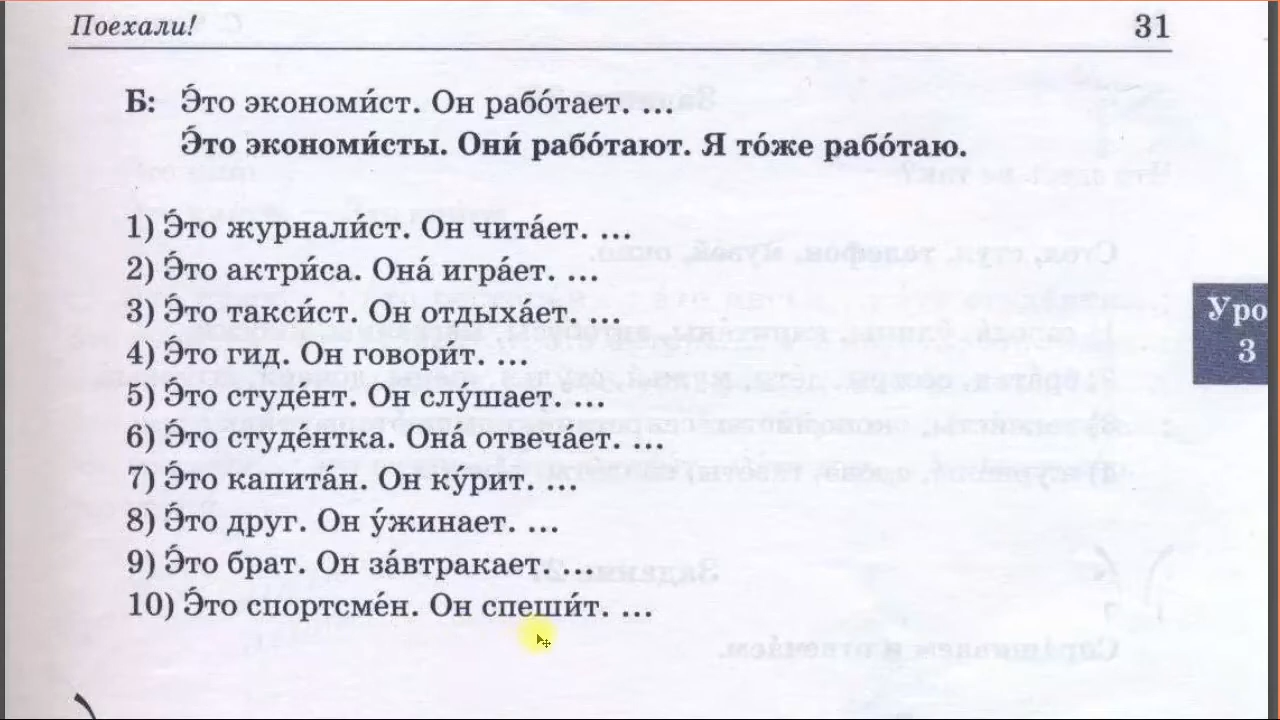 Поехали!
31
Б: Э́то экономи́ст. Он рабо́тает. ...
Э́то экономи́сты. Они́ рабо́тают. Я то́же рабо́таю.
1) Э́то журнали́ст. Он чита́ет. ...
2) Э́то актри́са. Она́ игра́ет. ...
3) Э́то такси́ст. Он отдыха́ет. ...
4) Э́то гид. Он говори́т. ...
5) Э́то студе́нт. Он слу́шает. ...
6) Э́то студе́нтка. Она́ отвеча́ет. ...
7) Э́то капита́н. Он ку́рит. ...
8) Э́то друг. Он у́жинает. ...
9) Э́то брат. Он за́втракает. ...
10) Э́то спортсме́н. Он спеши́т. ...
Уро
3